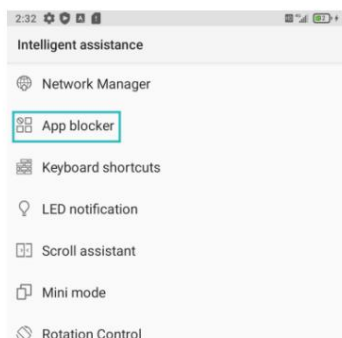 2:32
Intelligent assistance
Network Manager
App blocker
Keyboard shortcuts
LED notification
Scroll assistant
Mini mode
Rotation Control